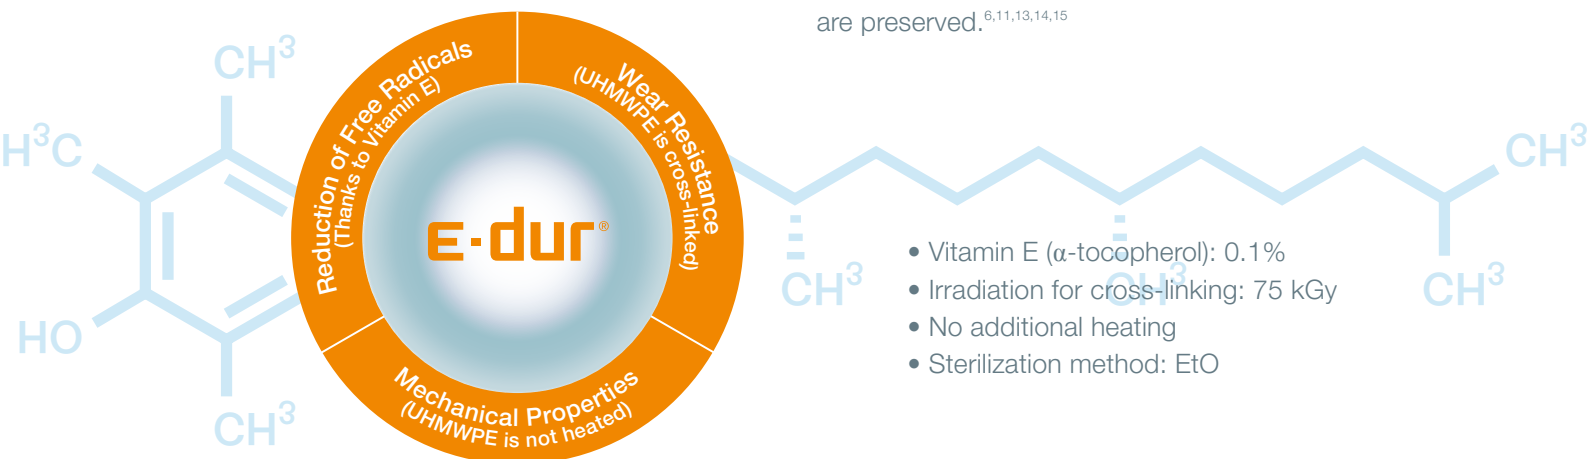 are preserved.6,11,13,14,15
CH3
H3C
HO
CH3
Reduction of Free Radicals
(Thanks to Vitamin E)
Wear Resistance
(UHMWPE is cross-linked)
Mechanical Properties
(UHMWPE is not heated)
E-dur®
CH3
CH3
CH3
CH3
• Vitamin E (α-tocopherol): 0.1%
• Irradiation for cross-linking: 75 kGy
• No additional heating
• Sterilization method: EtO